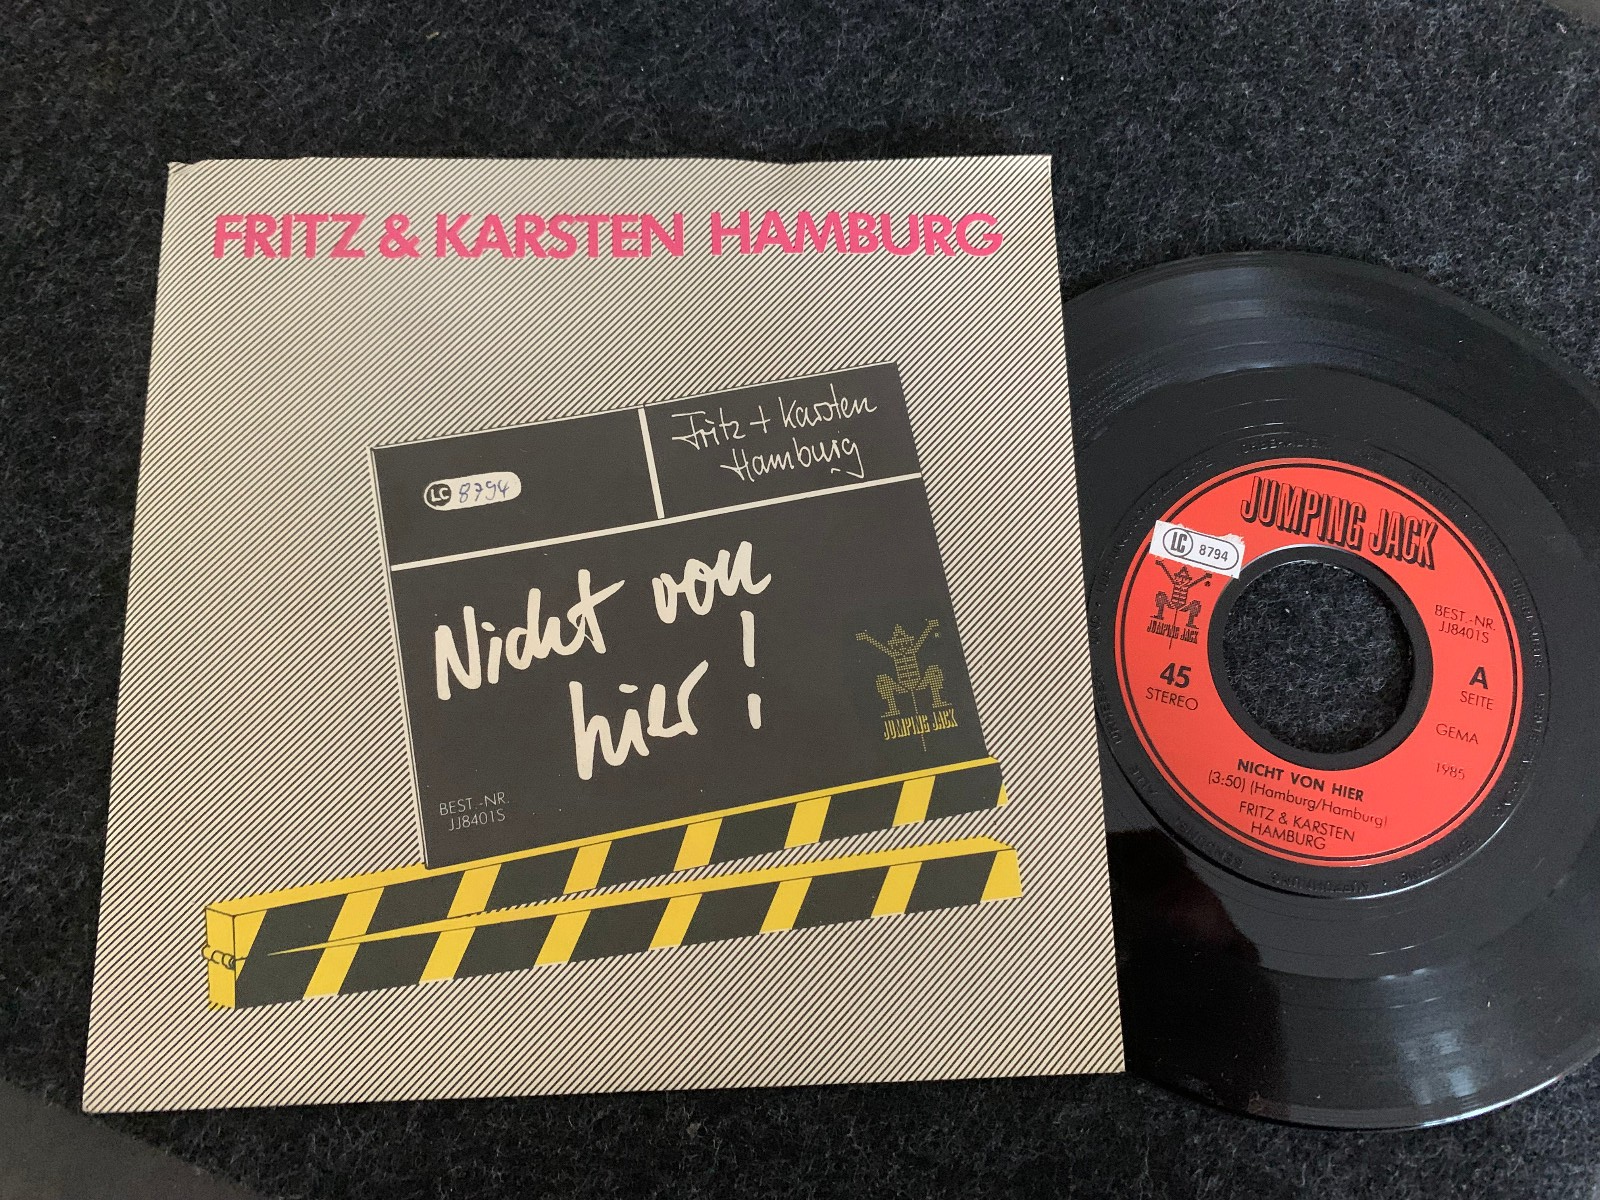 FRITZ & KARSTEN HAMBURG
LC 8794
Fritz + Karsten
Hamburg
Nicht von
hier!
JUMPING JACK
BEST.-NR.
JJ8401S
JUMPING JACK
LC 8794
JUMPING JACK
BEST.-NR.
JJ8401S
45
STEREO
A
SEITE
GEMA
1985
NICHT VON HIER
(3:50) (Hamburg/Hamburg)
FRITZ & KARSTEN
HAMBURG